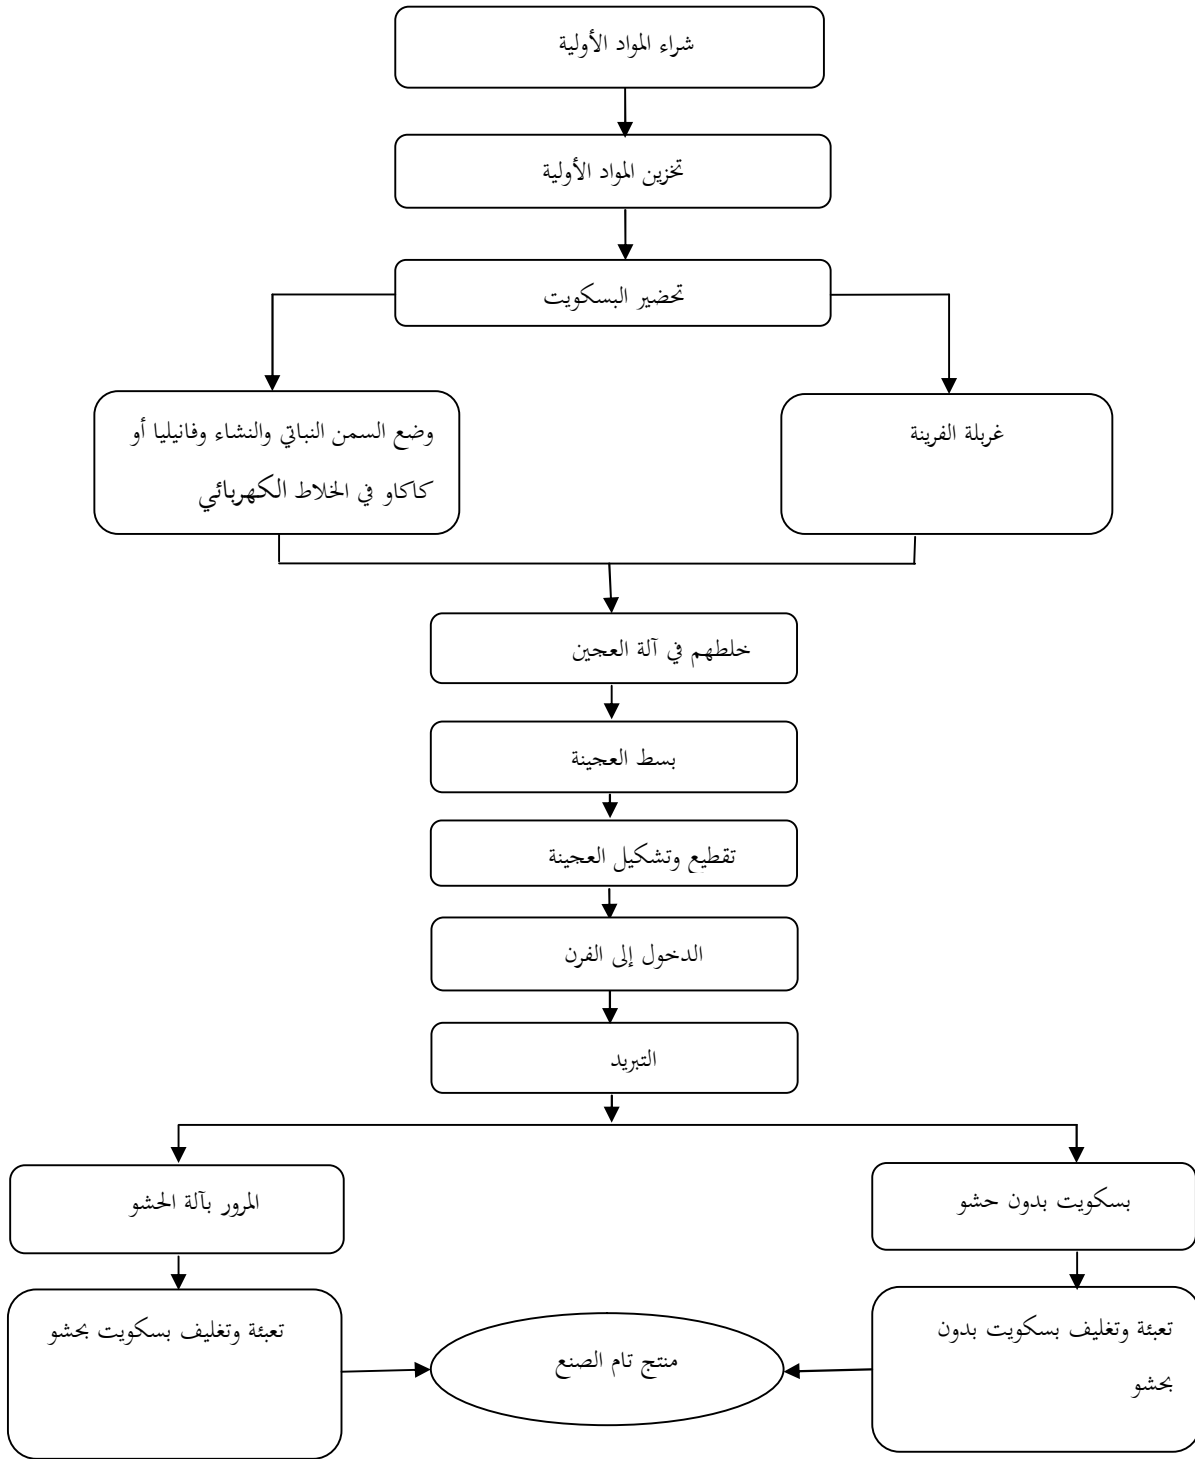 شراء المواد الأولية
تخزين المواد الأولية
تحضير البسكويت
غربلة الفرينة
وضع السمن النباتي والنشاء وفانيليا أو
كاكاو في الخلاط الكهربائي
خلطهم في آلة العجين
بسط العجينة
تقطيع وتشكيل العجينة
الدخول إلى الفرن
التبريد
بسكويت بدون حشو
المرور بآلة الحشو
تعبئة وتغليف بسكويت بدون
بحشو
تعبئة وتغليف بسكويت بحشو
منتج تام الصنع